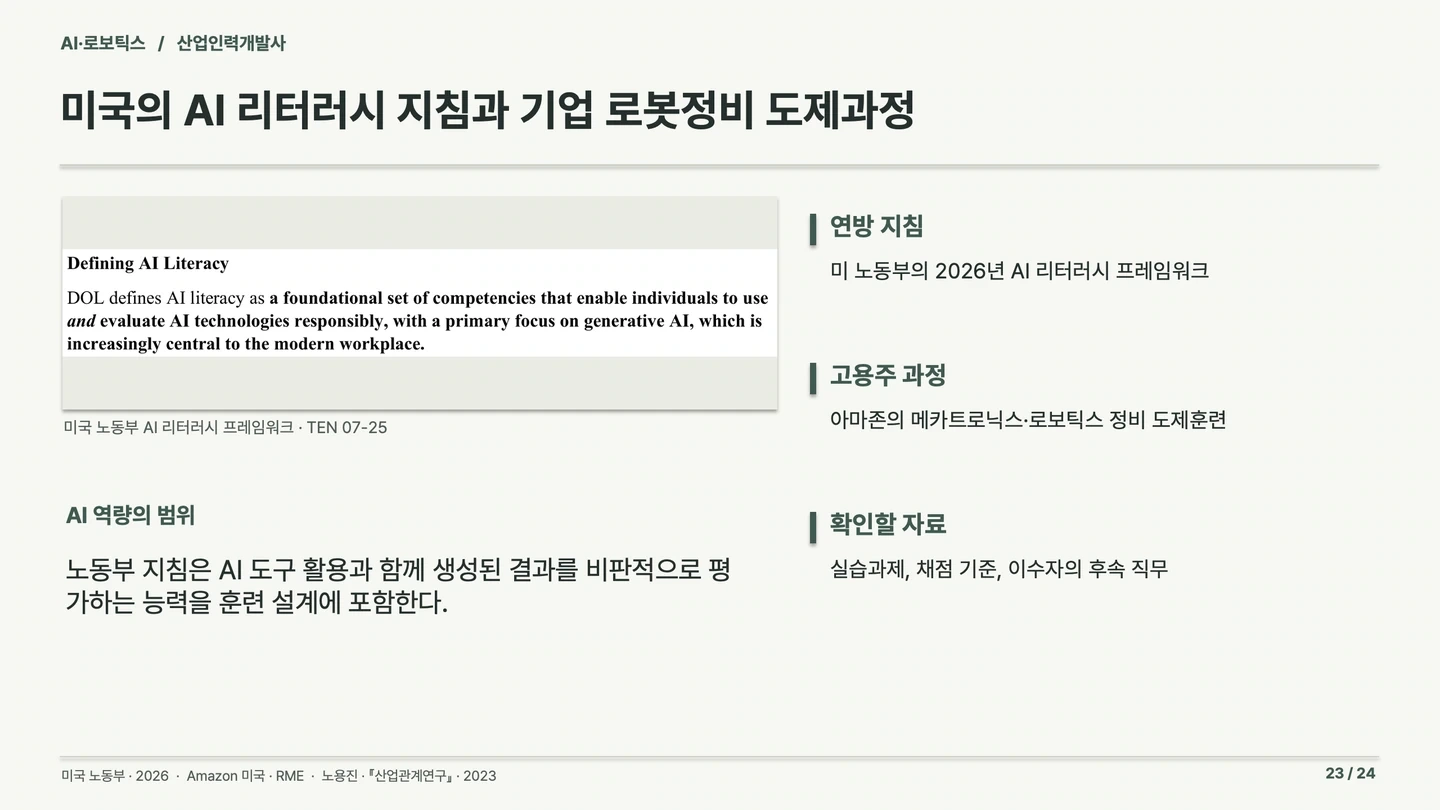 AI·로보틱스 / 산업인력개발사
미국의 AI 리터러시 지침과 기업 로봇정비 도제과정
Defining AI Literacy
DOL defines AI literacy as a foundational set of competencies that enable individuals to use
and evaluate AI technologies responsibly, with a primary focus on generative AI, which is
increasingly central to the modern workplace.
미국 노동부 AI 리터러시 프레임워크 · TEN 07-25
AI 역량의 범위
노동부 지침은 AI 도구 활용과 함께 생성된 결과를 비판적으로 평
가하는 능력을 훈련 설계에 포함한다.
연방 지침
미 노동부의 2026년 AI 리터러시 프레임워크
고용주 과정
아마존의 메카트로닉스·로보틱스 정비 도제훈련
확인할 자료
실습과제, 채점 기준, 이수자의 후속 직무
미국 노동부 · 2026 · Amazon 미국 · RME · 노용진 · 『산업관계연구』 · 2023
23 / 24